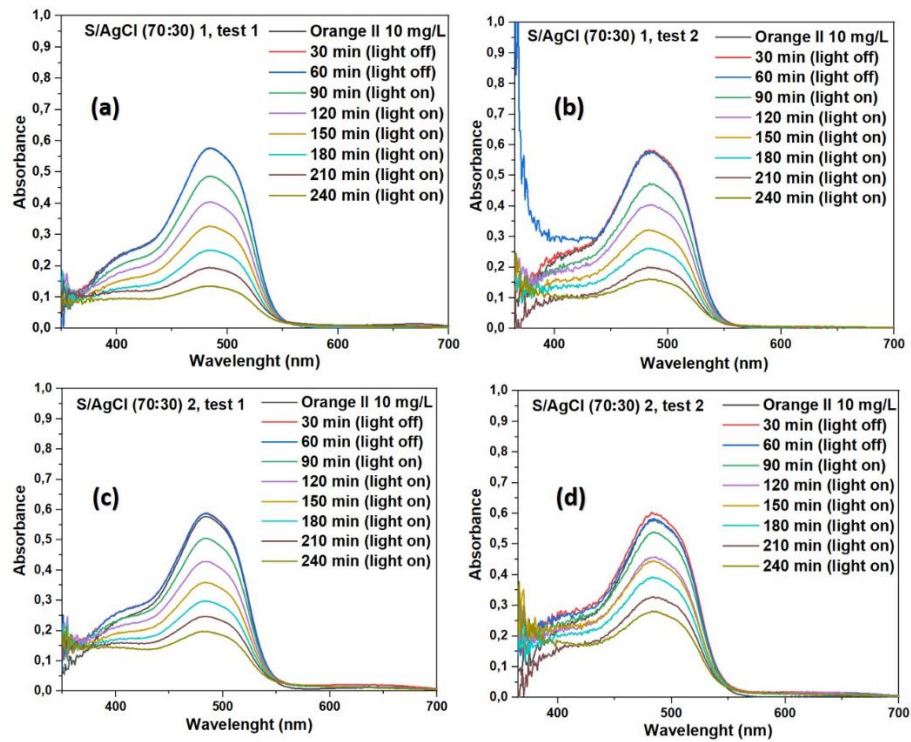 S/AgCl (70:30) 1, test 1
(a)
Orange II 10 mg/L
30 min (light off)
60 min (light off)
90 min (light on)
120 min (light on)
150 min (light on)
180 min (light on)
210 min (light on)
240 min (light on)
Absorbance
1,0
0,9
0,8
0,7
0,6
0,5
0,4
0,3
0,2
0,1
0,0
400
500
600
700
Wavelenght (nm)
S/AgCl (70:30) 1, test 2
(b)
Orange II 10 mg/L
30 min (light off)
60 min (light off)
90 min (light on)
120 min (light on)
150 min (light on)
180 min (light on)
210 min (light on)
240 min (light on)
Absorbance
1,0
0,9
0,8
0,7
0,6
0,5
0,4
0,3
0,2
0,1
0,0
400
500
600
700
Wavelenght (nm)
S/AgCl (70:30) 2, test 1
(c)
Orange II 10 mg/L
30 min (light off)
60 min (light off)
90 min (light on)
120 min (light on)
150 min (light on)
180 min (light on)
210 min (light on)
240 min (light on)
Absorbance
1,0
0,9
0,8
0,7
0,6
0,5
0,4
0,3
0,2
0,1
0,0
400
500
600
700
Wavelenght (nm)
S/AgCl (70:30) 2, test 2
(d)
Orange II 10 mg/L
30 min (light off)
60 min (light off)
90 min (light on)
120 min (light on)
150 min (light on)
180 min (light on)
210 min (light on)
240 min (light on)
Absorbance
1,0
0,9
0,8
0,7
0,6
0,5
0,4
0,3
0,2
0,1
0,0
400
500
600
700
Wavelenght (nm)